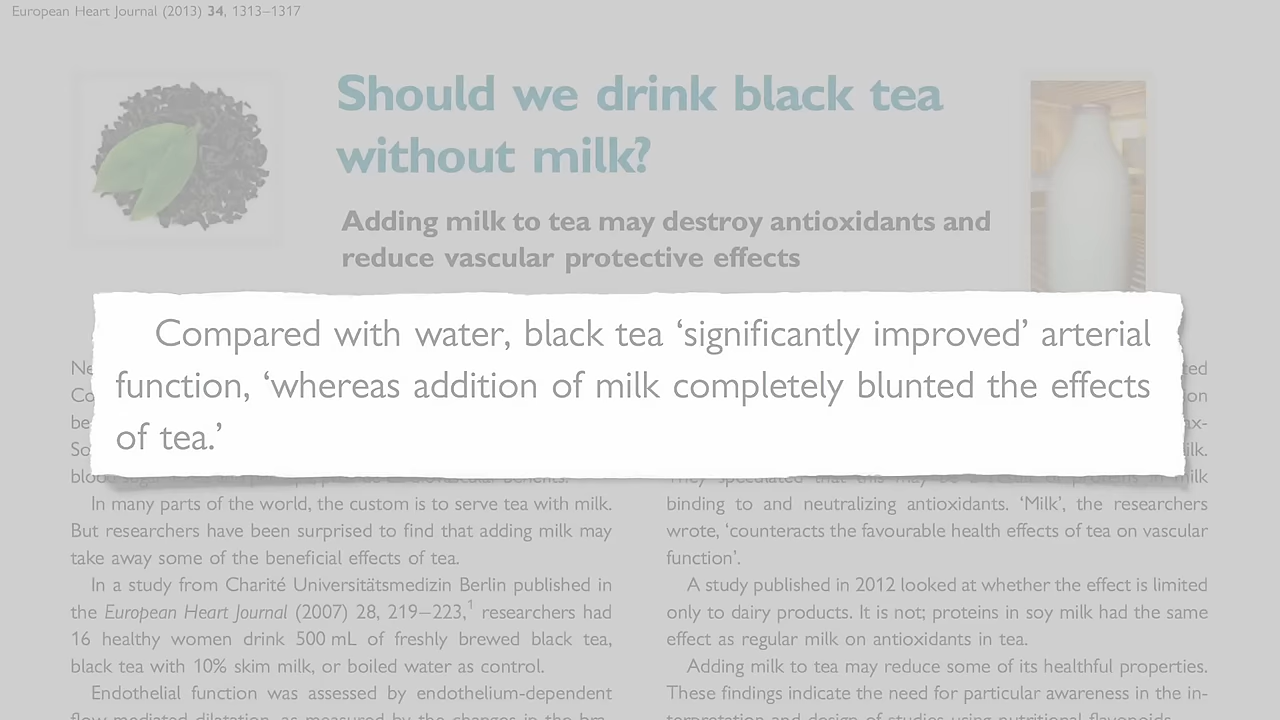 European Heart Journal (2013) 34, 1313–1317
Should we drink black tea
without milk?
Adding milk to tea may destroy antioxidants and
reduce vascular protective effects
Compared with water, black tea ‘significantly improved’ arterial
function, ‘whereas addition of milk completely blunted the effects
of tea.’
In many parts of the world, the custom is to serve tea with milk.
But researchers have been surprised to find that adding milk may
take away some of the beneficial effects of tea.
In a study from Charité Universitätsmedizin Berlin published in
the European Heart Journal (2007) 28, 219–223,1 researchers had
16 healthy women drink 500 mL of freshly brewed black tea,
black tea with 10% skim milk, or boiled water as control.
Endothelial function was assessed by endothelium-dependent
binding to and neutralizing antioxidants. ‘Milk’, the researchers
wrote, ‘counteracts the favourable health effects of tea on vascular
function’.
A study published in 2012 looked at whether the effect is limited
only to dairy products. It is not; proteins in soy milk had the same
effect as regular milk on antioxidants in tea.
Adding milk to tea may reduce some of its healthful properties.
These findings indicate the need for particular awareness in the in-